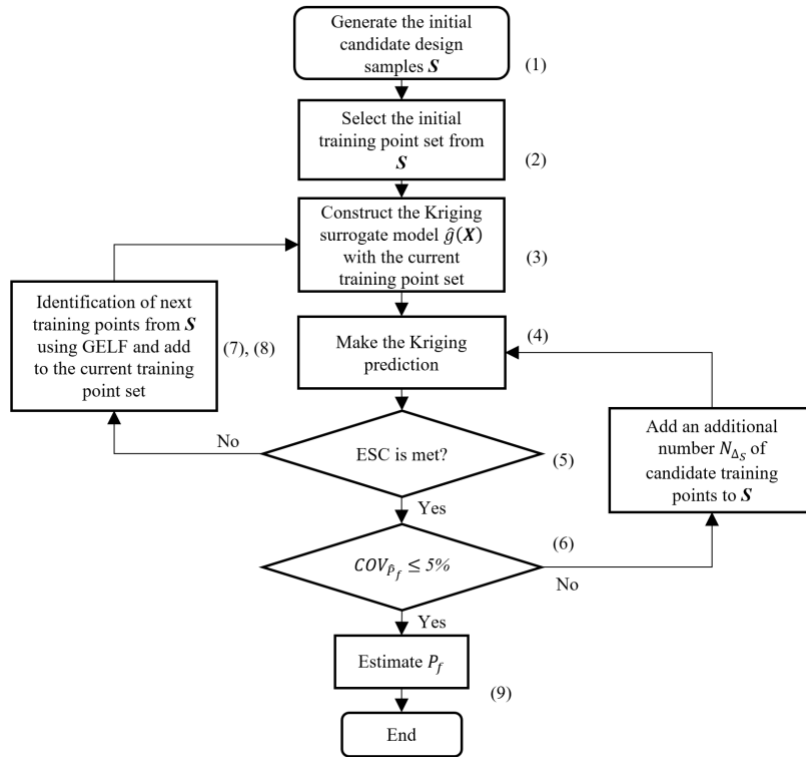 Generate the initial
candidate design
samples S
(1)
Select the initial
training point set from
S
(2)
Construct the Kriging
surrogate model ĝ(X)
with the current
training point set
(3)
Identification of next
training points from S
using GELF and add
to the current training
point set
(7), (8)
Make the Kriging
prediction
(4)
Add an additional
number N_{Δ_S} of
candidate training
points to S
No
ESC is met?
(5)
Yes
COV_{P̂_f} ≤ 5%
(6)
No
Yes
Estimate P_f
(9)
End